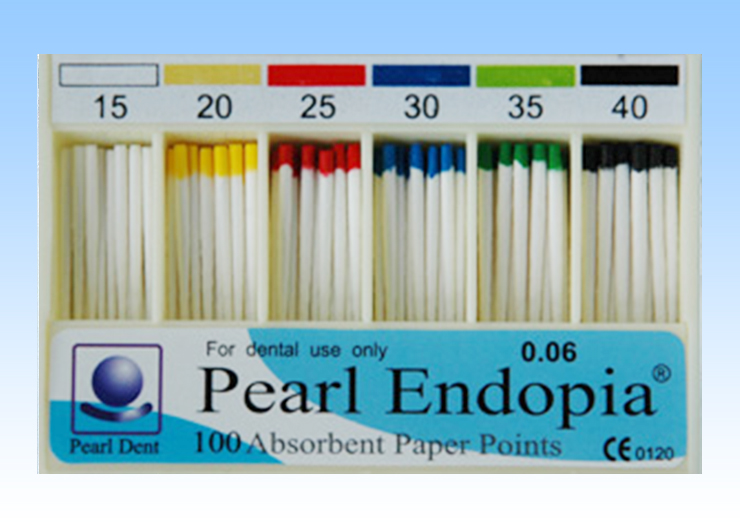 15 20 25 30 35 40
For dental use only 0.06
Pearl Endopia®
Pearl Dent
100 Absorbent Paper Points
CE 0120